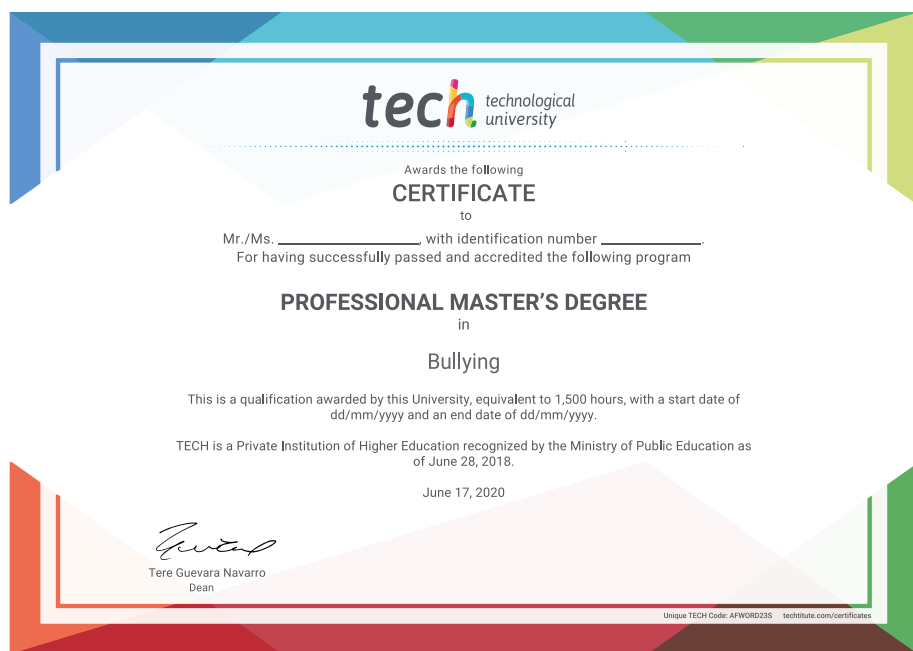 tech technological
university
Awards the following
CERTIFICATE
to
Mr./Ms. ____________________, with identification number ______________.
For having successfully passed and accredited the following program
PROFESSIONAL MASTER'S DEGREE
in
Bullying
This is a qualification awarded by this University, equivalent to 1,500 hours, with a start date of
dd/mm/yyyy and an end date of dd/mm/yyyy.
TECH is a Private Institution of Higher Education recognized by the Ministry of Public Education as
of June 28, 2018.
June 17, 2020
Tere Guevara Navarro
Dean
Unique TECH Code: AFWORD23S techtitute.com/certificates